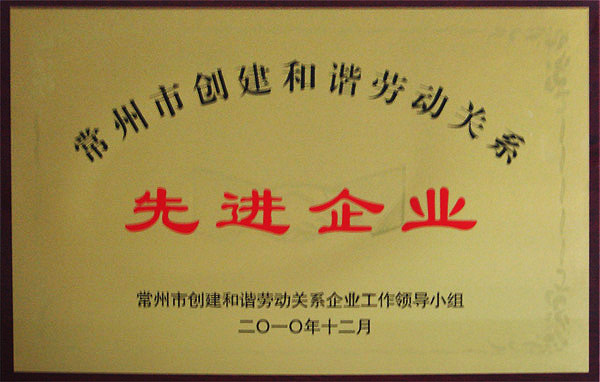 常州市创建和谐劳动关系
先进企业
常州市创建和谐劳动关系企业工作领导小组
二〇一〇年十二月